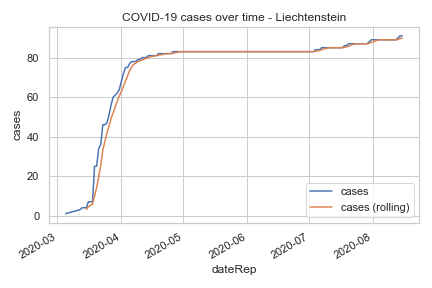 COVID-19 cases over time - Liechtenstein
cases
80
60
40
20
0
cases
cases (rolling)
2020-03
2020-04
2020-05
2020-06
2020-07
2020-08
dateRep